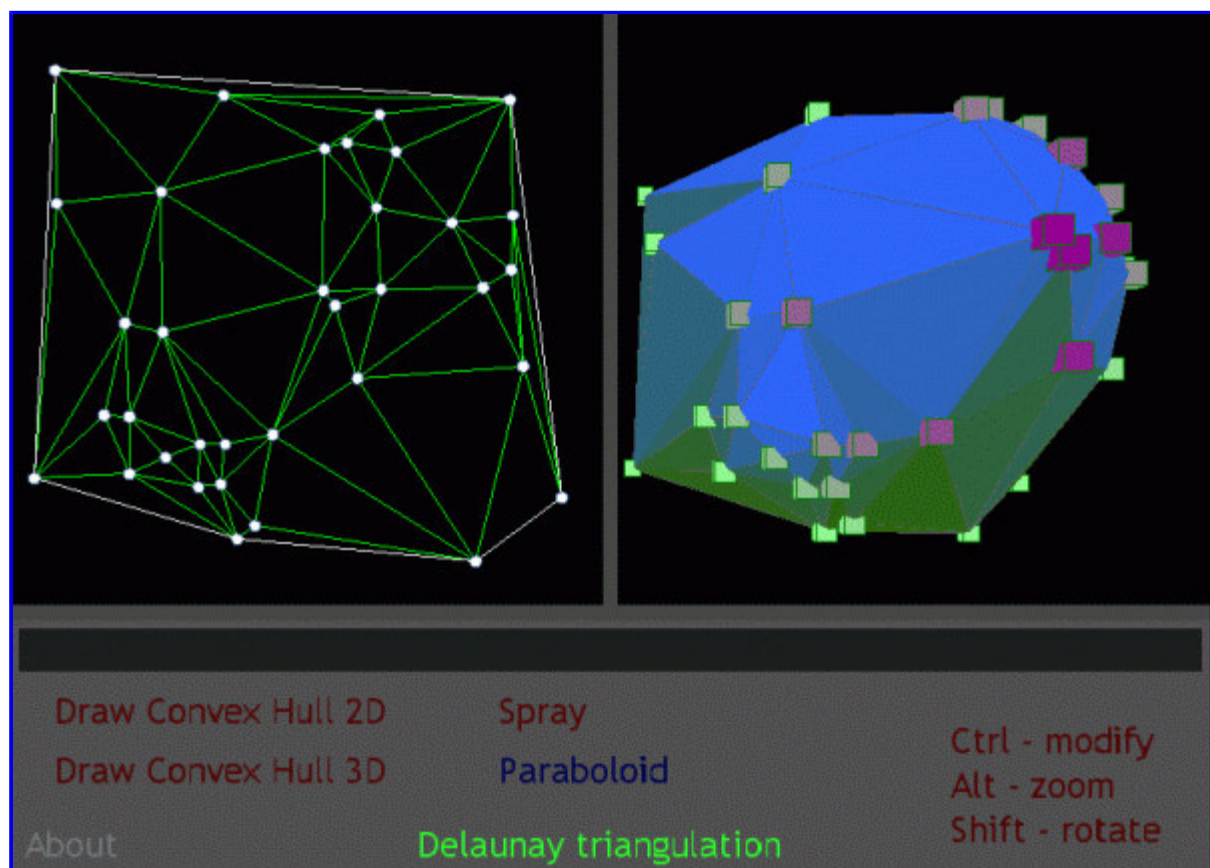 Draw Convex Hull 2D
Spray
Draw Convex Hull 3D
Paraboloid
Ctrl - modify
Alt - zoom
Shift - rotate
About
Delaunay triangulation